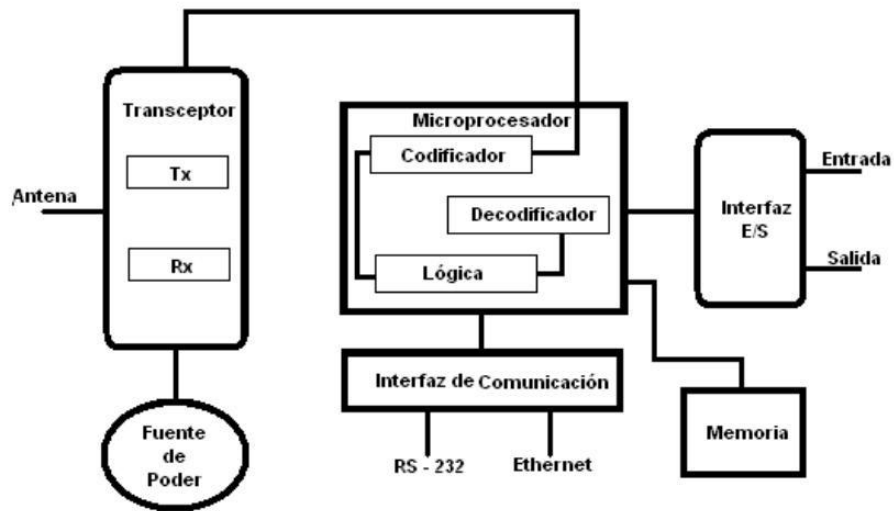 Transceptor
Tx
Rx
Antena
Fuente
de
Poder
Microprocesador
Codificador
Decodificador
Lógica
Interfaz de Comunicación
RS - 232
Ethernet
Interfaz
E/S
Entrada
Salida
Memoria